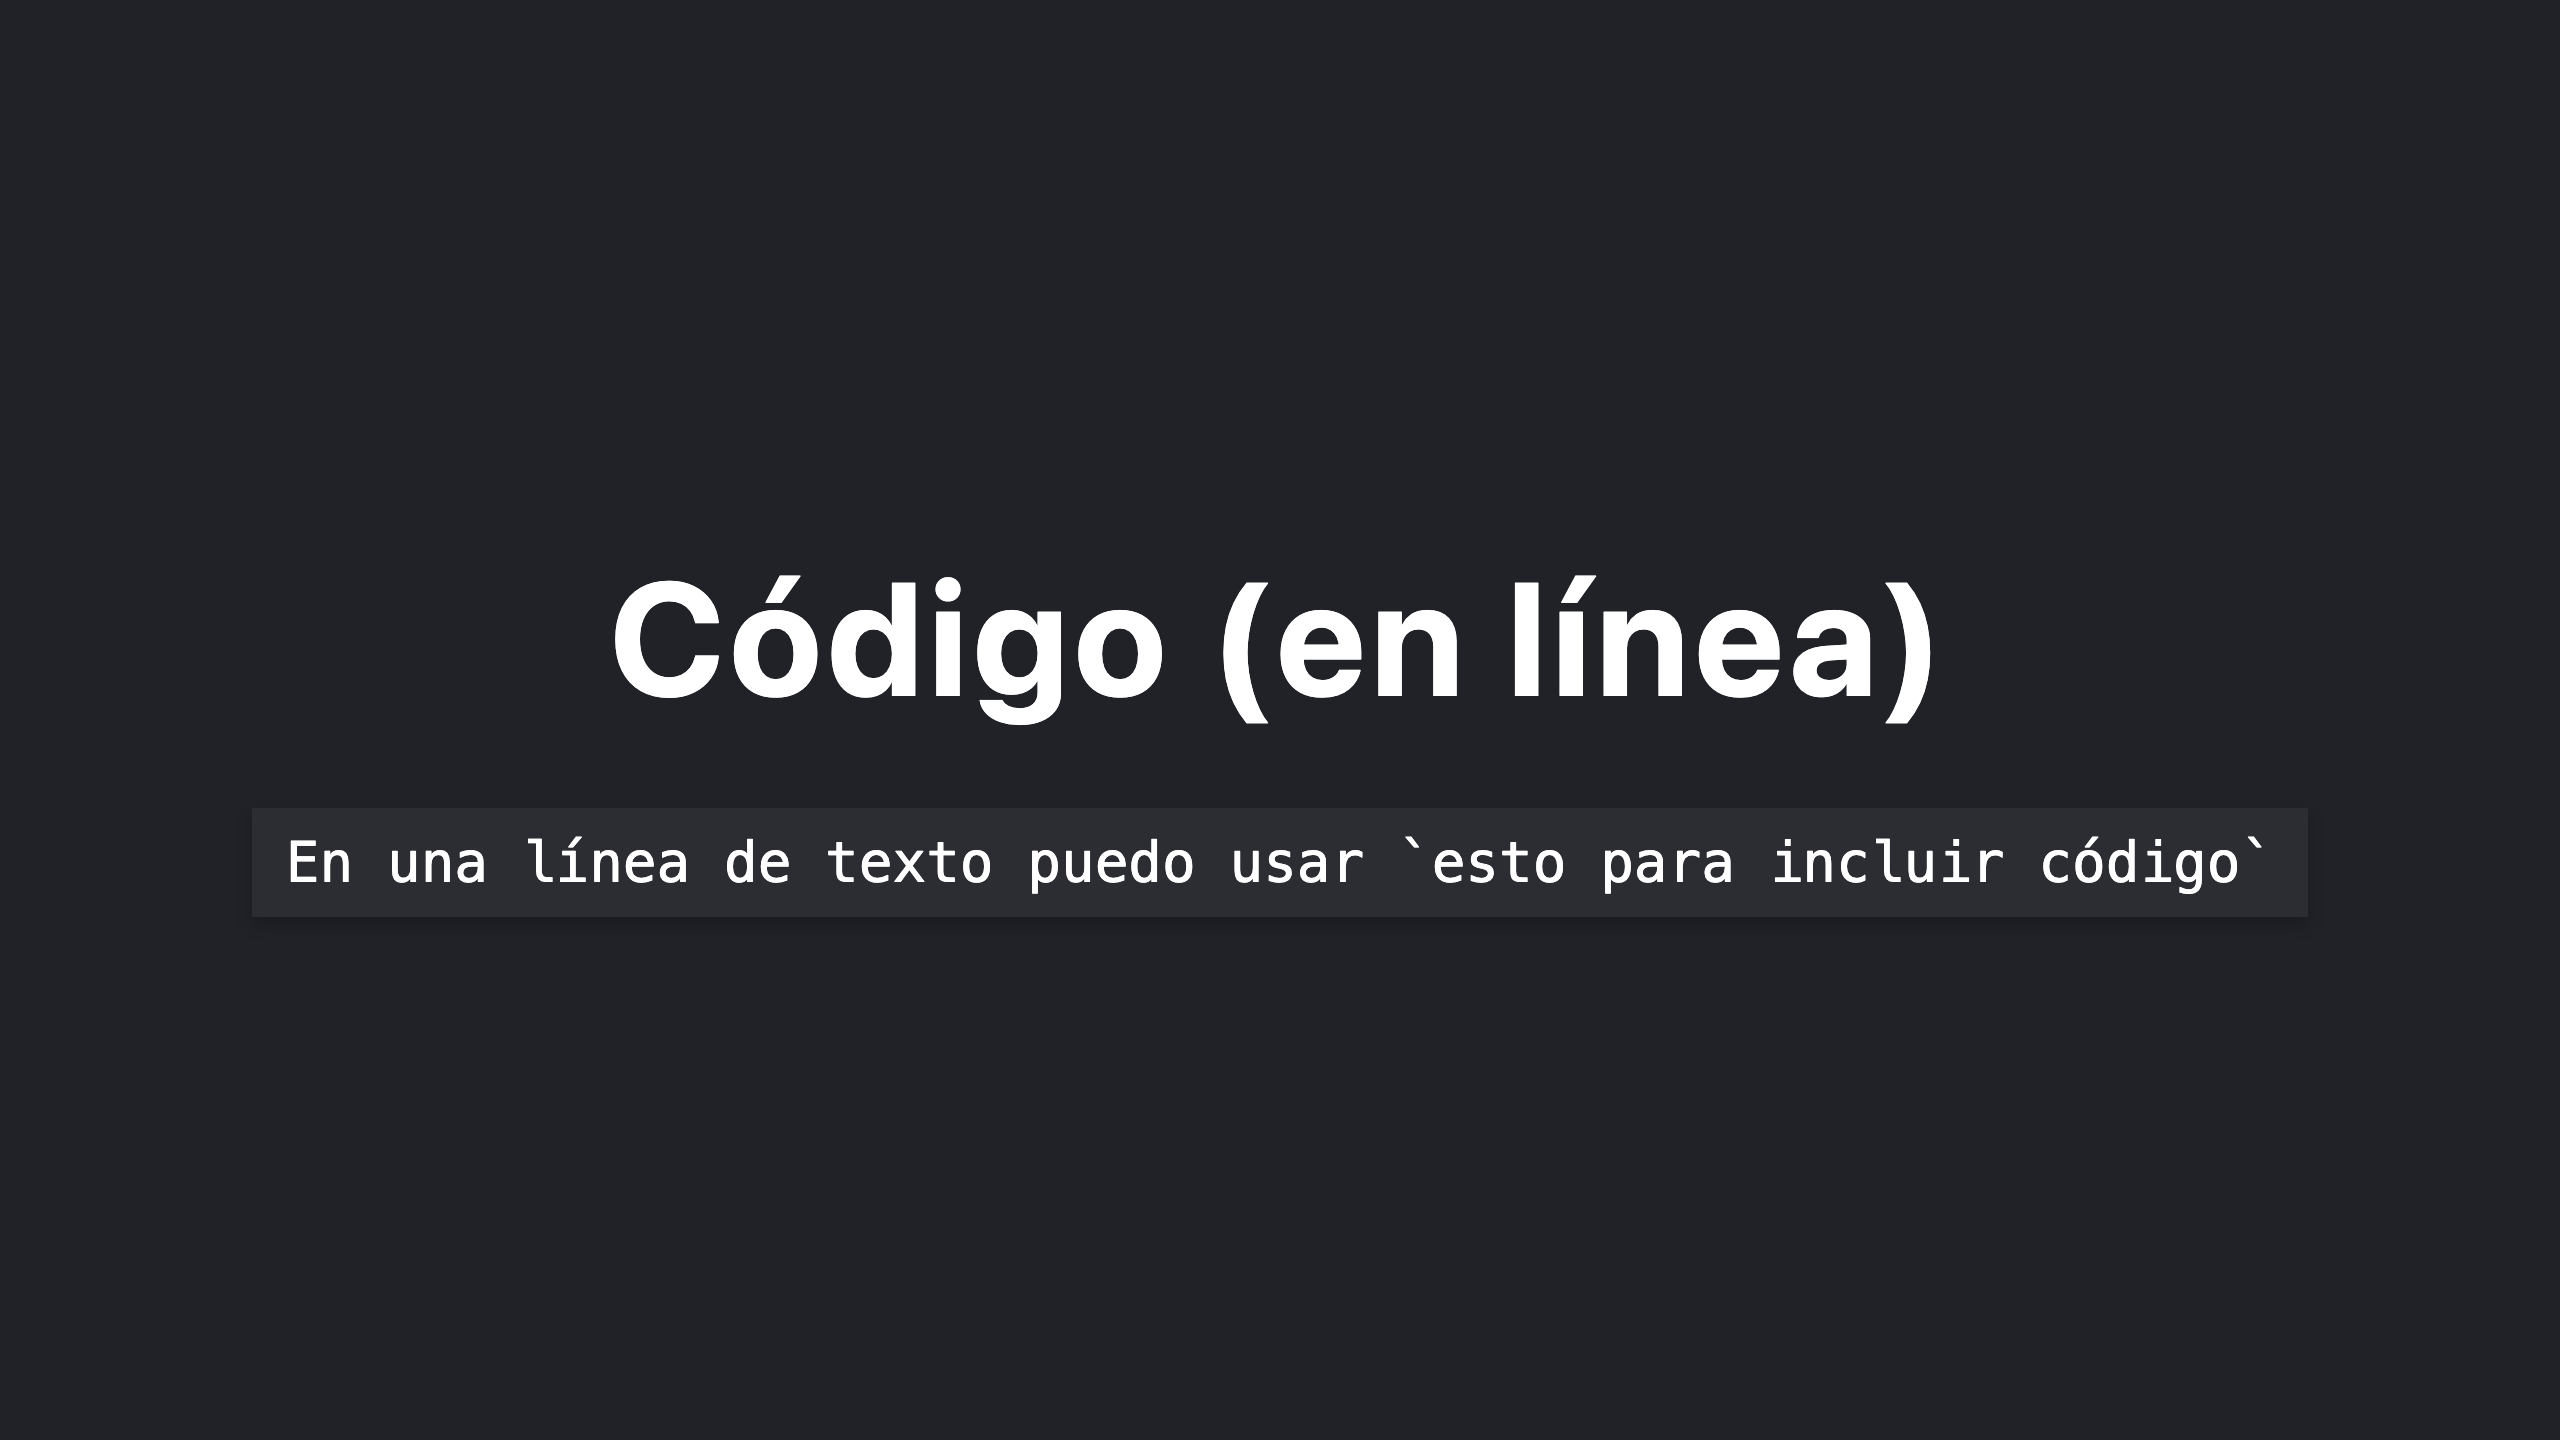 Código (en línea)
En una línea de texto puedo usar `esto para incluir código`